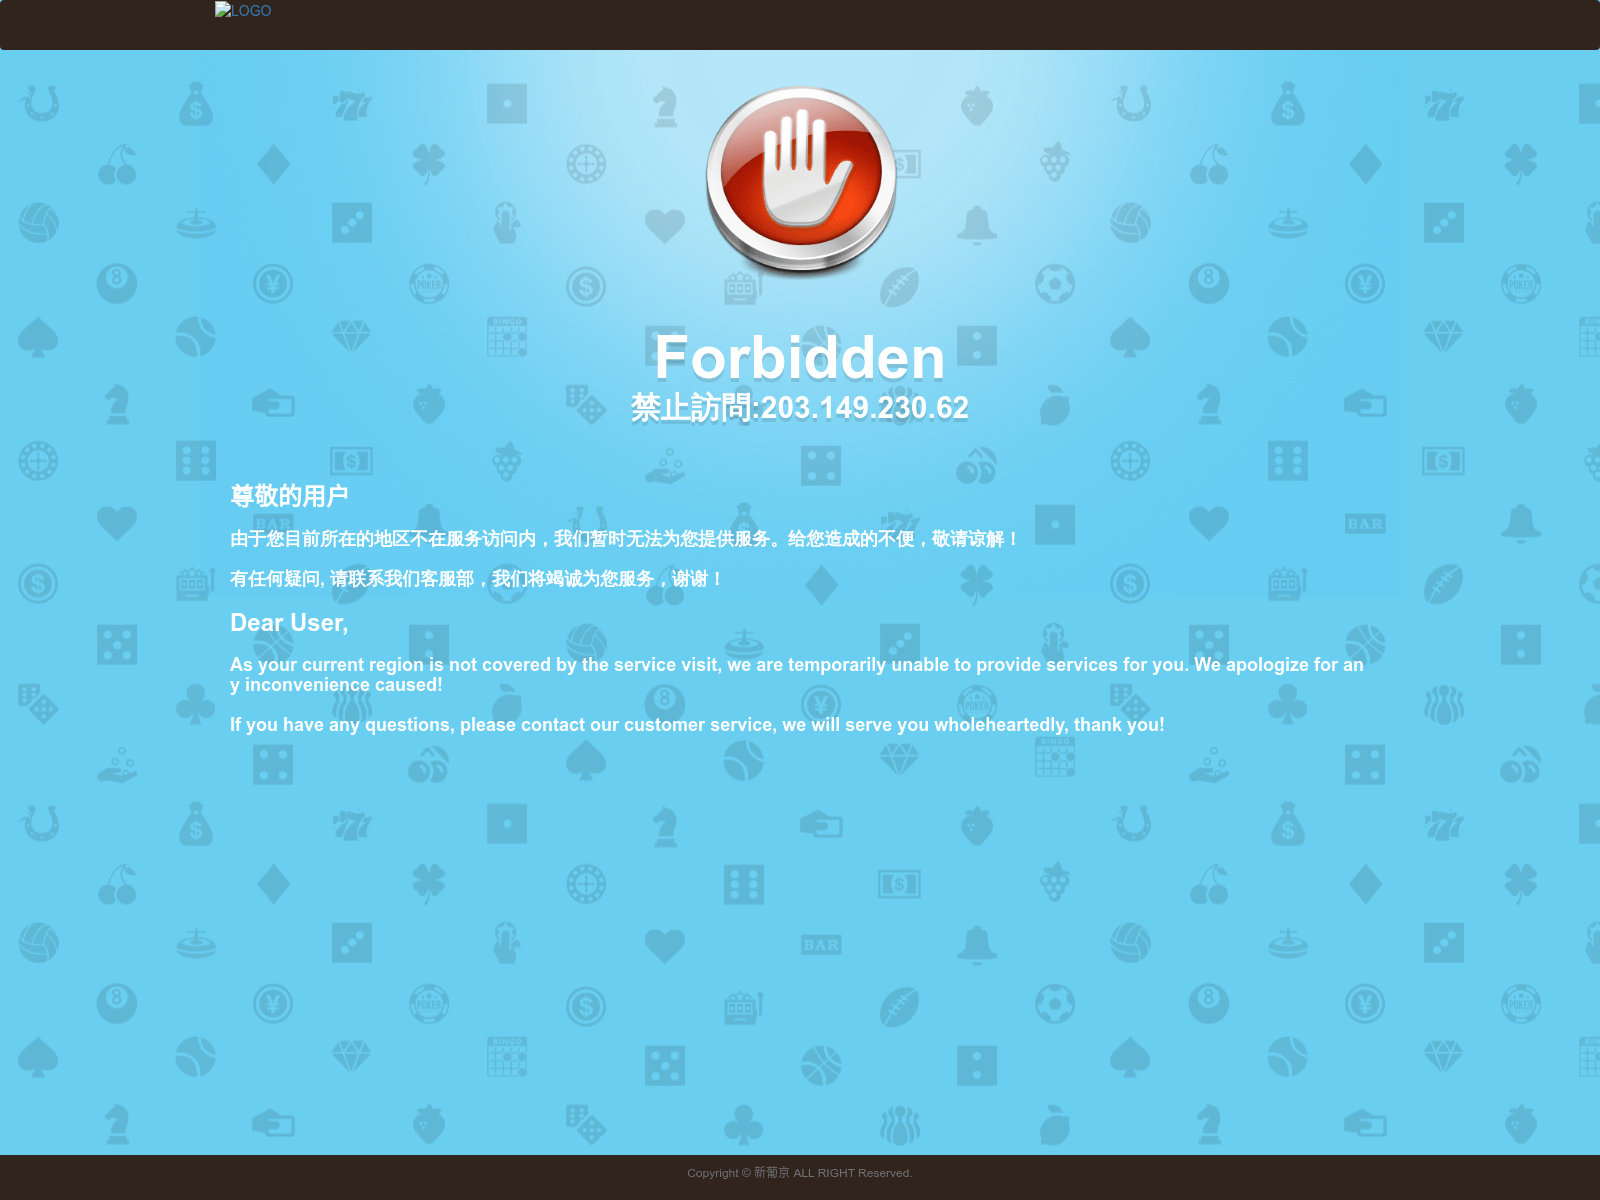 LOGO
Forbidden
禁止訪問:203.149.230.62
尊敬的用户
由于您目前所在的地区不在服务访问内，我们暂时无法为您提供服务。给您造成的不便，敬请谅解！
有任何疑问, 请联系我们客服部，我们将竭诚为您服务，谢谢！
Dear User,
As your current region is not covered by the service visit, we are temporarily unable to provide services for you. We apologize for an
y inconvenience caused!
If you have any questions, please contact our customer service, we will serve you wholeheartedly, thank you!
Copyright © 新葡京 ALL RIGHT Reserved.